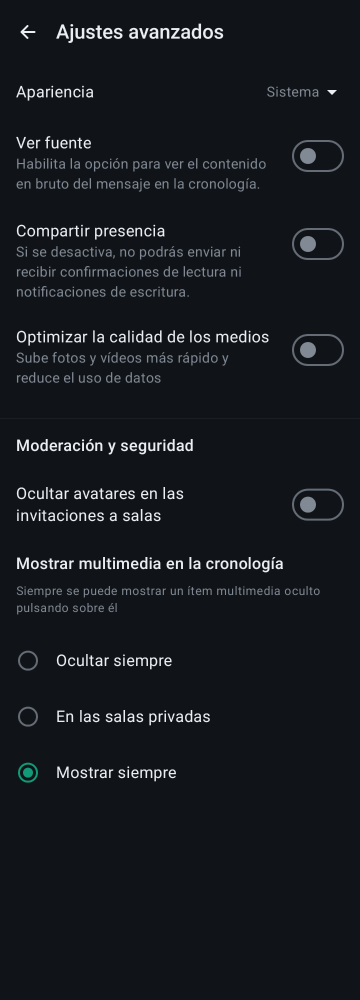 Ajustes avanzados
Apariencia
Sistema
Ver fuente
Habilita la opción para ver el contenido
en bruto del mensaje en la cronología.
Compartir presencia
Si se desactiva, no podrás enviar ni
recibir confirmaciones de lectura ni
notificaciones de escritura.
Optimizar la calidad de los medios
Sube fotos y vídeos más rápido y
reduce el uso de datos
Moderación y seguridad
Ocultar avatares en las
invitaciones a salas
Mostrar multimedia en la cronología
Siempre se puede mostrar un ítem multimedia oculto
pulsando sobre él
Ocultar siempre
En las salas privadas
Mostrar siempre